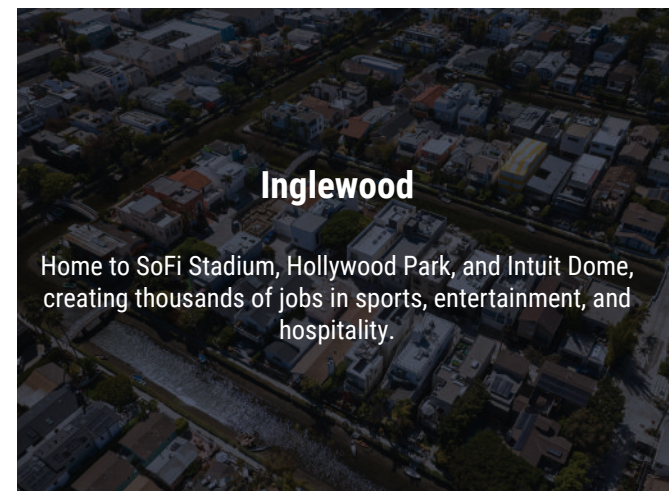 Inglewood
Home to SoFi Stadium, Hollywood Park, and Intuit Dome,
creating thousands of jobs in sports, entertainment, and
hospitality.